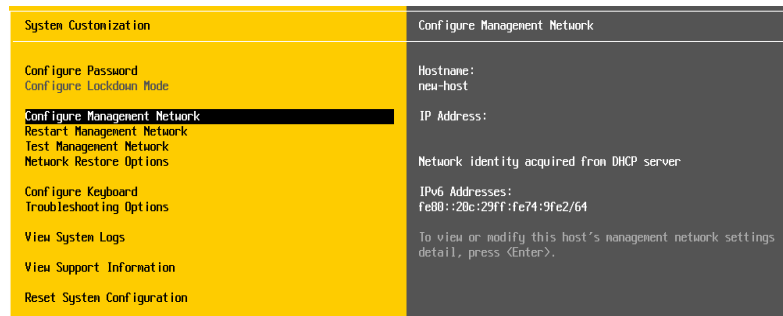 System Customization
Configure Password
Configure Lockdown Mode
Configure Management Network
Restart Management Network
Test Management Network
Network Restore Options
Configure Keyboard
Troubleshooting Options
View System Logs
View Support Information
Reset System Configuration
Configure Management Network
Hostname:
new-host
IP Address:
Network identity acquired from DHCP server
IPv6 Addresses:
fe80::20c:29ff:fe74:9fe2/64
To view or modify this host's management network settings
detail, press <Enter>.